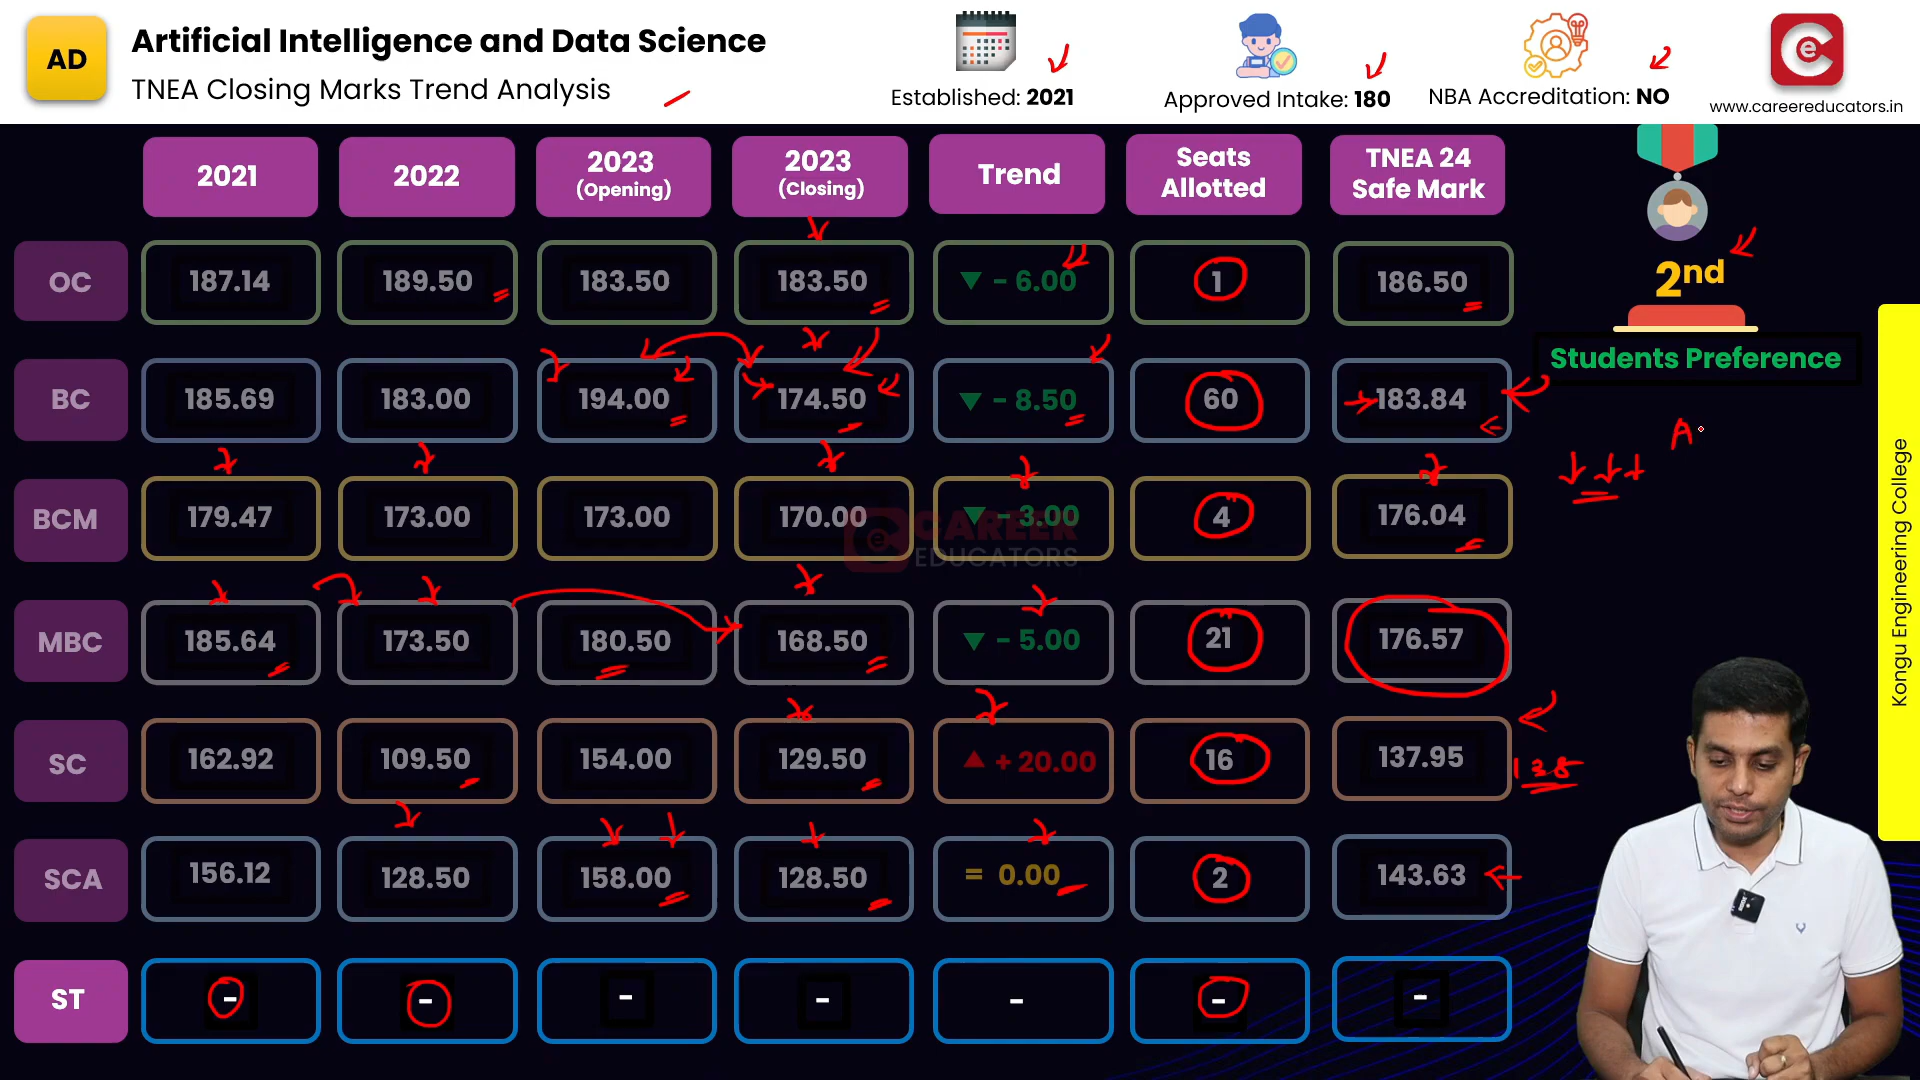 AD
Artificial Intelligence and Data Science
TNEA Closing Marks Trend Analysis
Established: 2021
Approved Intake: 180
NBA Accreditation: NO
e
www.careereducators.in
2021 2022 2023 (Opening) 2023 (Closing) Trend Seats Allotted TNEA 24 Safe Mark
OC 187.14 189.50 183.50 183.50 - 6.00 1 186.50
BC 185.69 183.00 194.00 174.50 - 8.50 60 183.84
BCM 179.47 173.00 173.00 170.00 - 3.00 4 176.04
MBC 185.64 173.50 180.50 168.50 - 5.00 21 176.57
SC 162.92 109.50 154.00 129.50 + 20.00 16 137.95
138
SCA 156.12 128.50 158.00 128.50 = 0.00 2 143.63
ST - - - - - - -
2nd
Students Preference
A
Kongu Engineering College
e CAREER
EDUCATORS